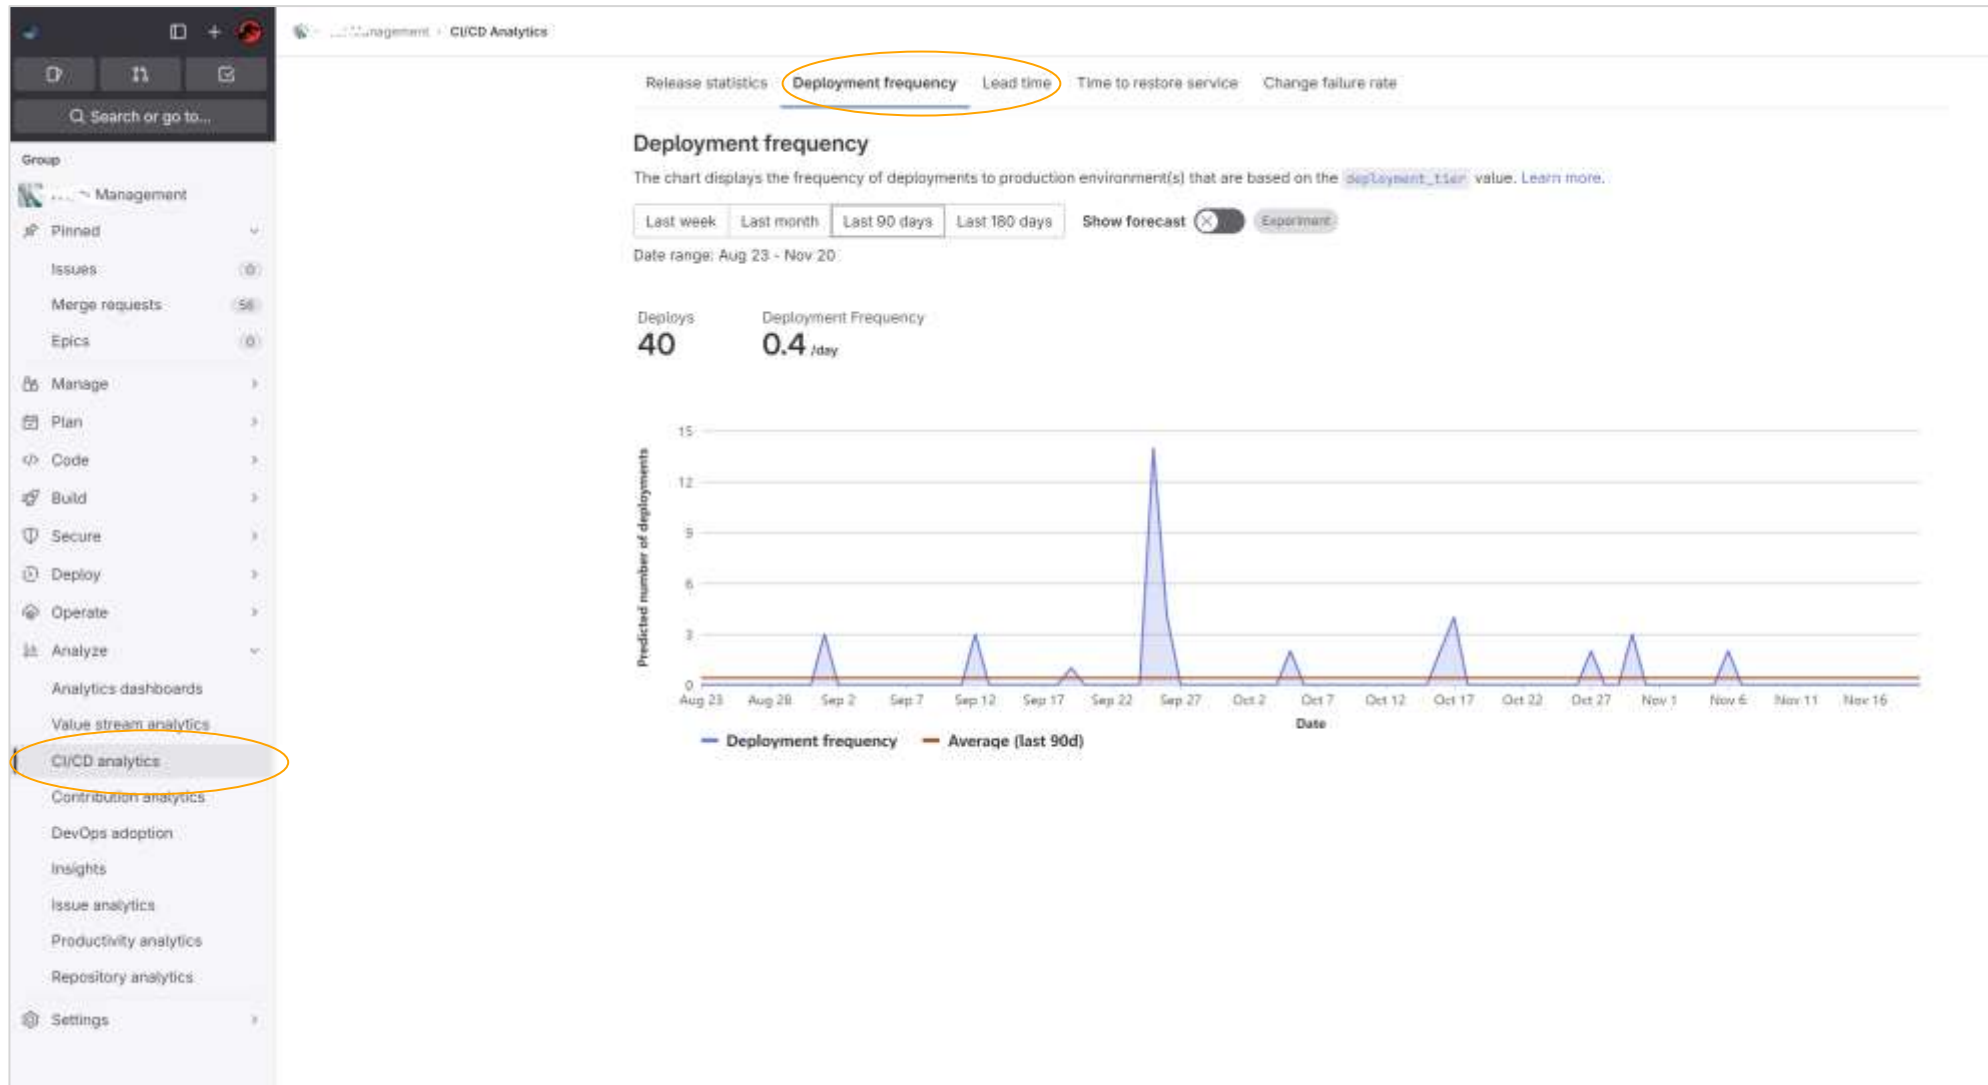 Search or go to...
Group
Management
Pinned
Issues 0
Merge requests 56
Epics 0
Manage
Plan
Code
Build
Secure
Deploy
Operate
Analyze
Analytics dashboards
Value stream analytics
CI/CD analytics
Contribution analytics
DevOps adoption
Insights
Issue analytics
Productivity analytics
Repository analytics
Settings
CI/CD Analytics
Release statistics Deployment frequency Lead time Time to restore service Change failure rate
Deployment frequency
The chart displays the frequency of deployments to production environment(s) that are based on the deployment_tier value. Learn more.
Last week Last month Last 90 days Last 180 days Show forecast Experiment
Date range: Aug 23 - Nov 20
Deploys Deployment Frequency
40 0.4 /day
Predicted number of deployments
15
12
9
6
3
0
Aug 23 Aug 28 Sep 2 Sep 7 Sep 12 Sep 17 Sep 22 Sep 27 Oct 2 Oct 7 Oct 12 Oct 17 Oct 22 Oct 27 Nov 1 Nov 6 Nov 11 Nov 16
Date
Deployment frequency Average (last 90d)